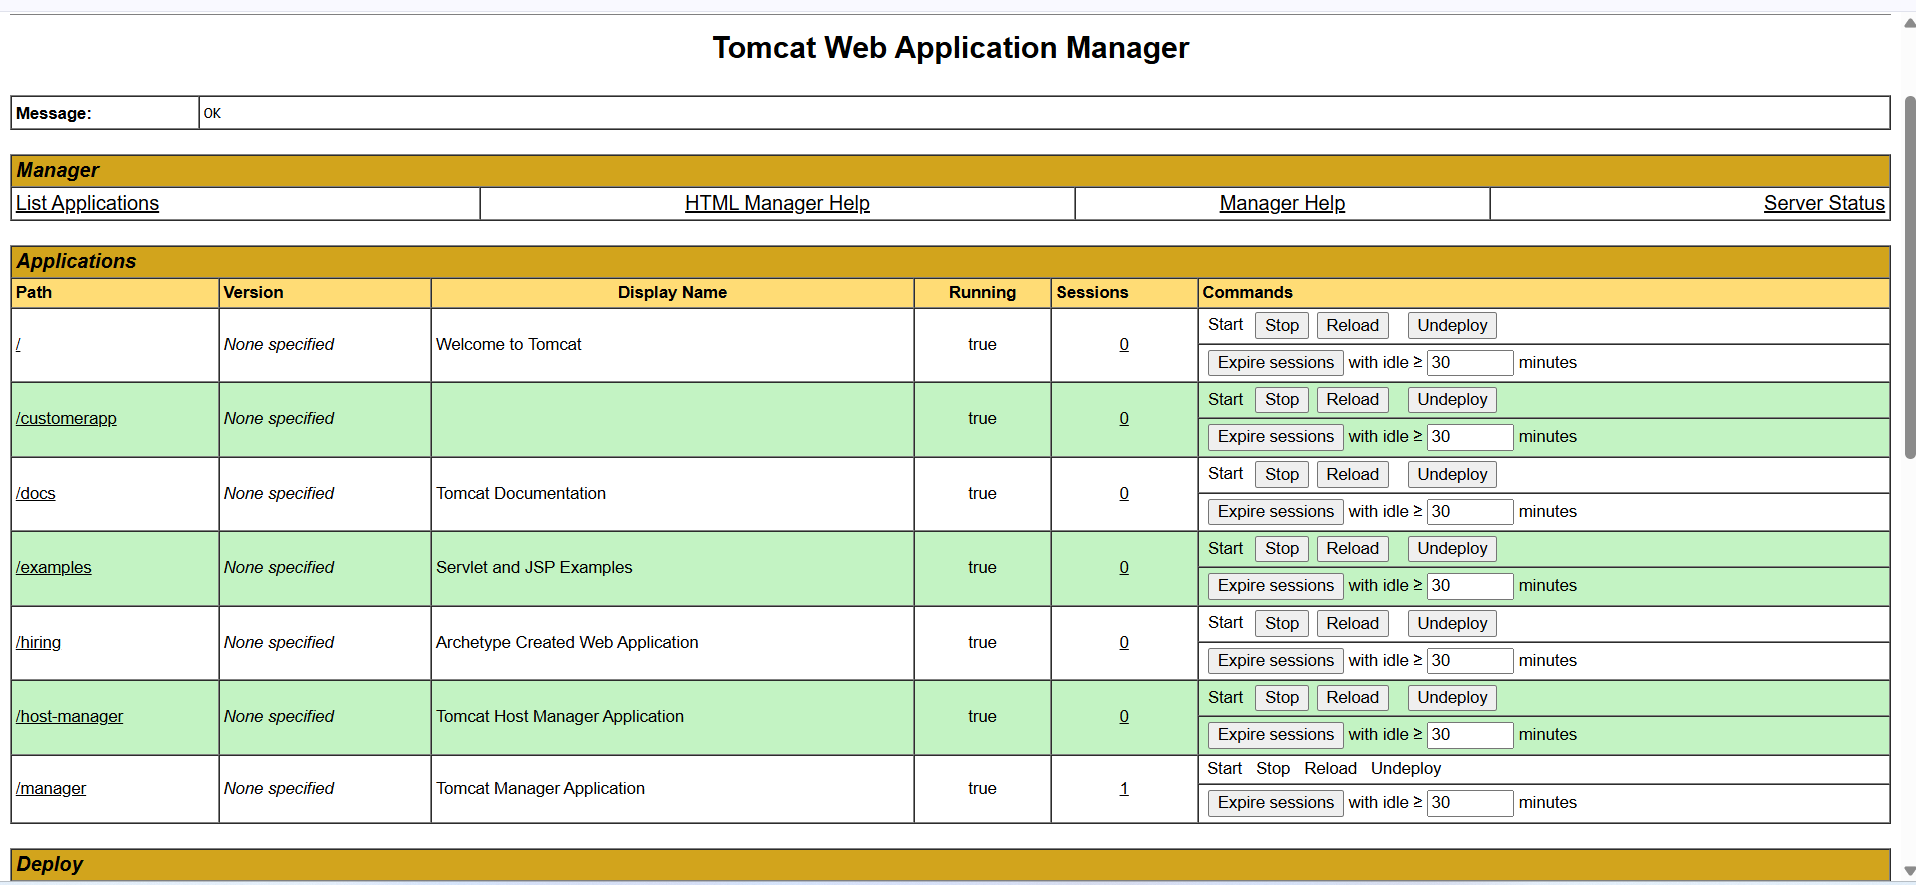 Tomcat Web Application Manager
Message: OK
Manager
List Applications HTML Manager Help Manager Help Server Status
Applications
Path Version Display Name Running Sessions Commands
/ None specified Welcome to Tomcat true 0 Start Stop Reload Undeploy
Expire sessions with idle ≥ 30 minutes
/customerapp None specified true 0 Start Stop Reload Undeploy
Expire sessions with idle ≥ 30 minutes
/docs None specified Tomcat Documentation true 0 Start Stop Reload Undeploy
Expire sessions with idle ≥ 30 minutes
/examples None specified Servlet and JSP Examples true 0 Start Stop Reload Undeploy
Expire sessions with idle ≥ 30 minutes
/hiring None specified Archetype Created Web Application true 0 Start Stop Reload Undeploy
Expire sessions with idle ≥ 30 minutes
/host-manager None specified Tomcat Host Manager Application true 0 Start Stop Reload Undeploy
Expire sessions with idle ≥ 30 minutes
/manager None specified Tomcat Manager Application true 1 Start Stop Reload Undeploy
Expire sessions with idle ≥ 30 minutes
Deploy